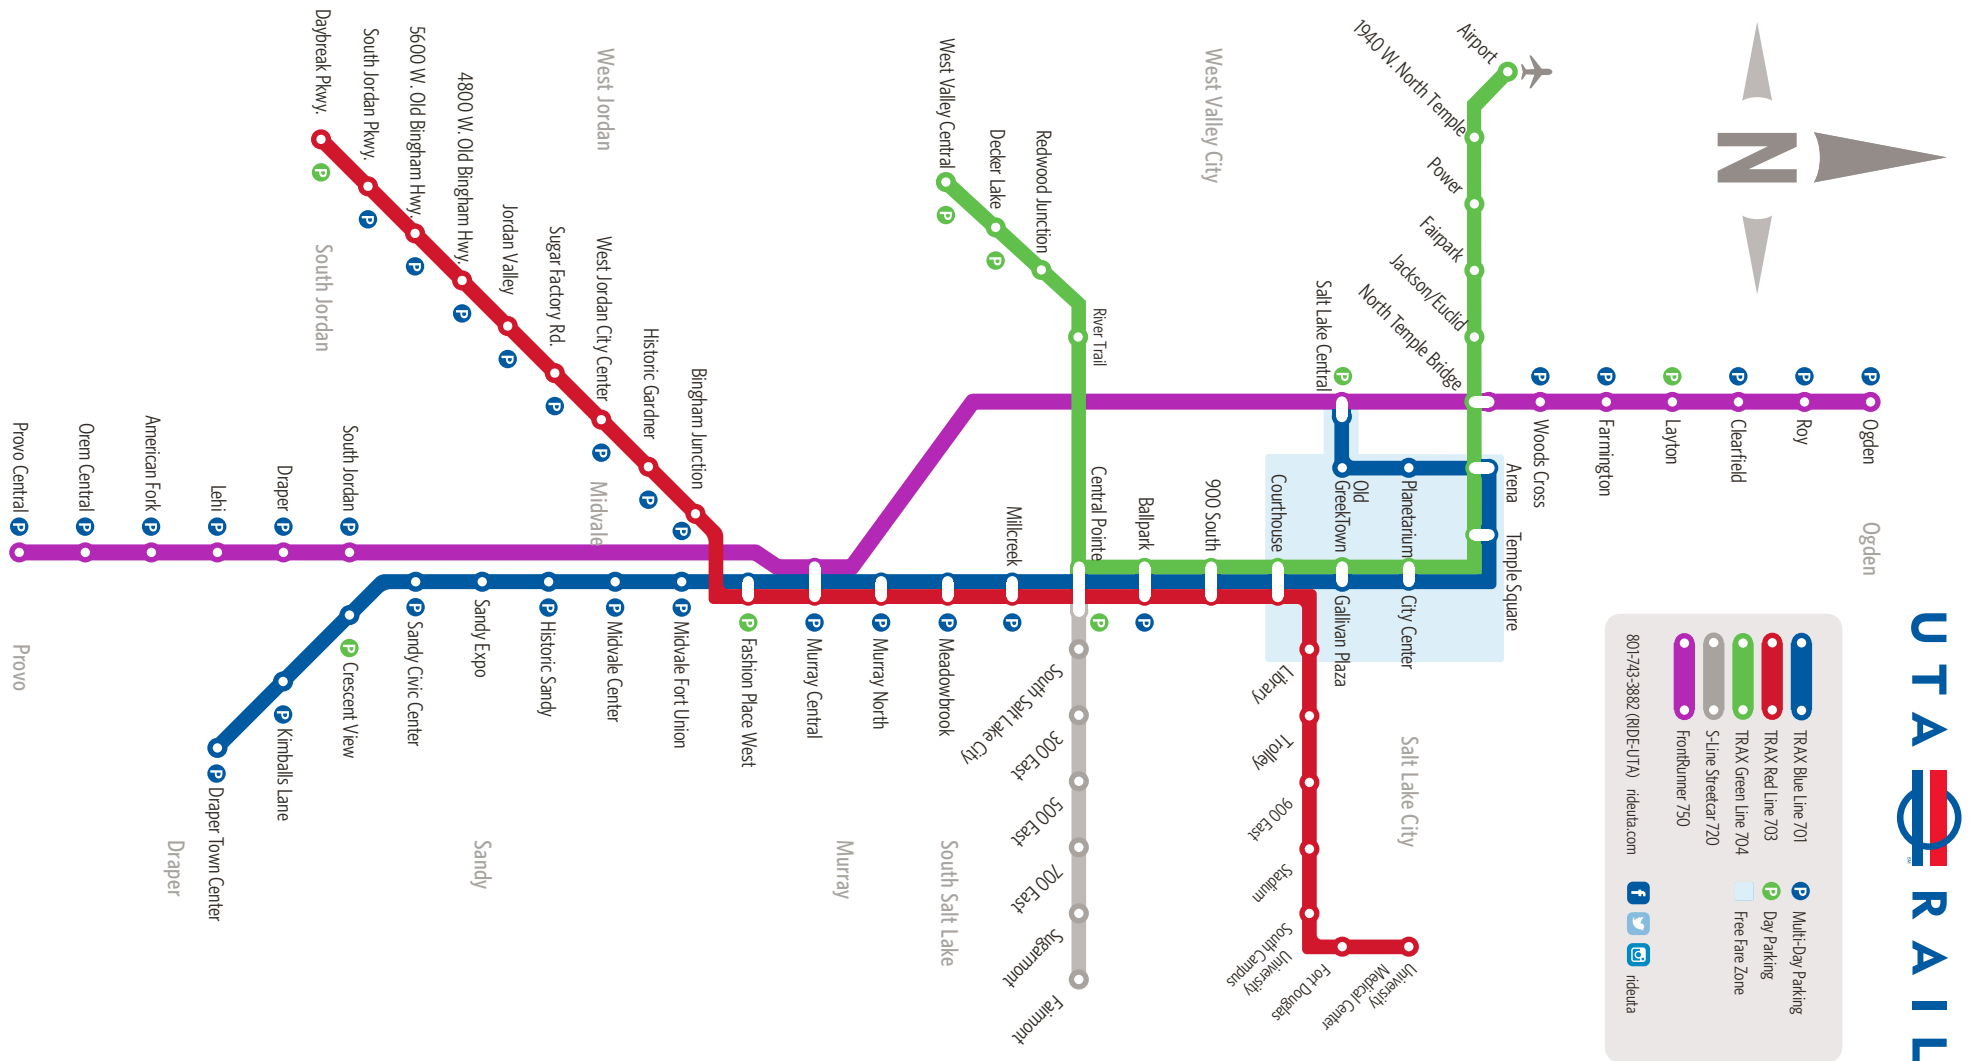 UTA RAIL
SM
N
TRAX Blue Line 701
TRAX Red Line 703
TRAX Green Line 704
S-Line Streetcar 720
FrontRunner 750
P Multi-Day Parking
P Day Parking
Free Fare Zone
801-743-3882 (RIDE-UTA) rideuta.com
rideuta
Ogden
Ogden
Roy
Clearfield
Layton
Farmington
Woods Cross
Airport
1940 W. North Temple
Power
Fairpark
Jackson/Euclid
North Temple Bridge
Salt Lake Central
Arena
Temple Square
Planetarium
City Center
Old
GreekTown
Gallivan Plaza
Courthouse
900 South
Ballpark
Central Pointe
Millcreek
Salt Lake City
Library
Trolley
900 East
Stadium
University
South Campus
Fort Douglas
University
Medical Center
West Valley City
River Trail
Redwood Junction
Decker Lake
West Valley Central
South Salt Lake City
300 East
500 East
700 East
Sugarmont
Fairmont
South Salt Lake
Meadowbrook
Murray North
Murray Central
Fashion Place West
Murray
Midvale
West Jordan
Bingham Junction
Historic Gardner
West Jordan City Center
Sugar Factory Rd.
Jordan Valley
4800 W. Old Bingham Hwy.
5600 W. Old Bingham Hwy.
South Jordan Pkwy.
Daybreak Pkwy.
South Jordan
Midvale Fort Union
Midvale Center
Historic Sandy
Sandy Expo
Sandy Civic Center
Crescent View
Kimballs Lane
Draper Town Center
Sandy
Draper
South Jordan
Draper
Lehi
American Fork
Orem Central
Provo Central
Provo